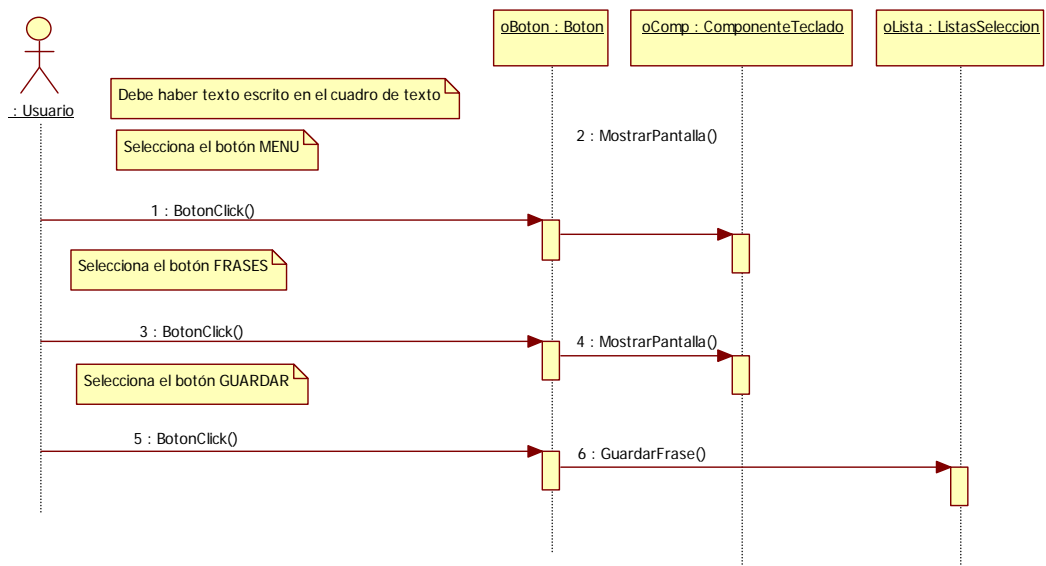 oBoton : Boton
oComp : ComponenteTeclado
oLista : ListasSeleccion
: Usuario
Debe haber texto escrito en el cuadro de texto
Selecciona el botón MENU
2 : MostrarPantalla()
1 : BotonClick()
Selecciona el botón FRASES
3 : BotonClick()
4 : MostrarPantalla()
Selecciona el botón GUARDAR
5 : BotonClick()
6 : GuardarFrase()